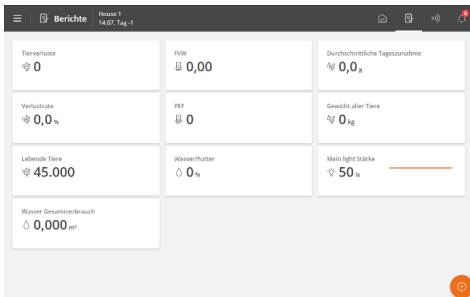 Berichte
House 1
14:07, Tag -1
6
Tierverluste
0
FVW
0,00
Durchschnittliche Tageszunahme
0,0 g
Verlustrate
0,0 %
PEF
0
Gewicht aller Tiere
0 kg
Lebende Tiere
45.000
Wasser/Futter
0 %
Main light Stärke
50 lx
Wasser Gesamtverbrauch
0,000 m³